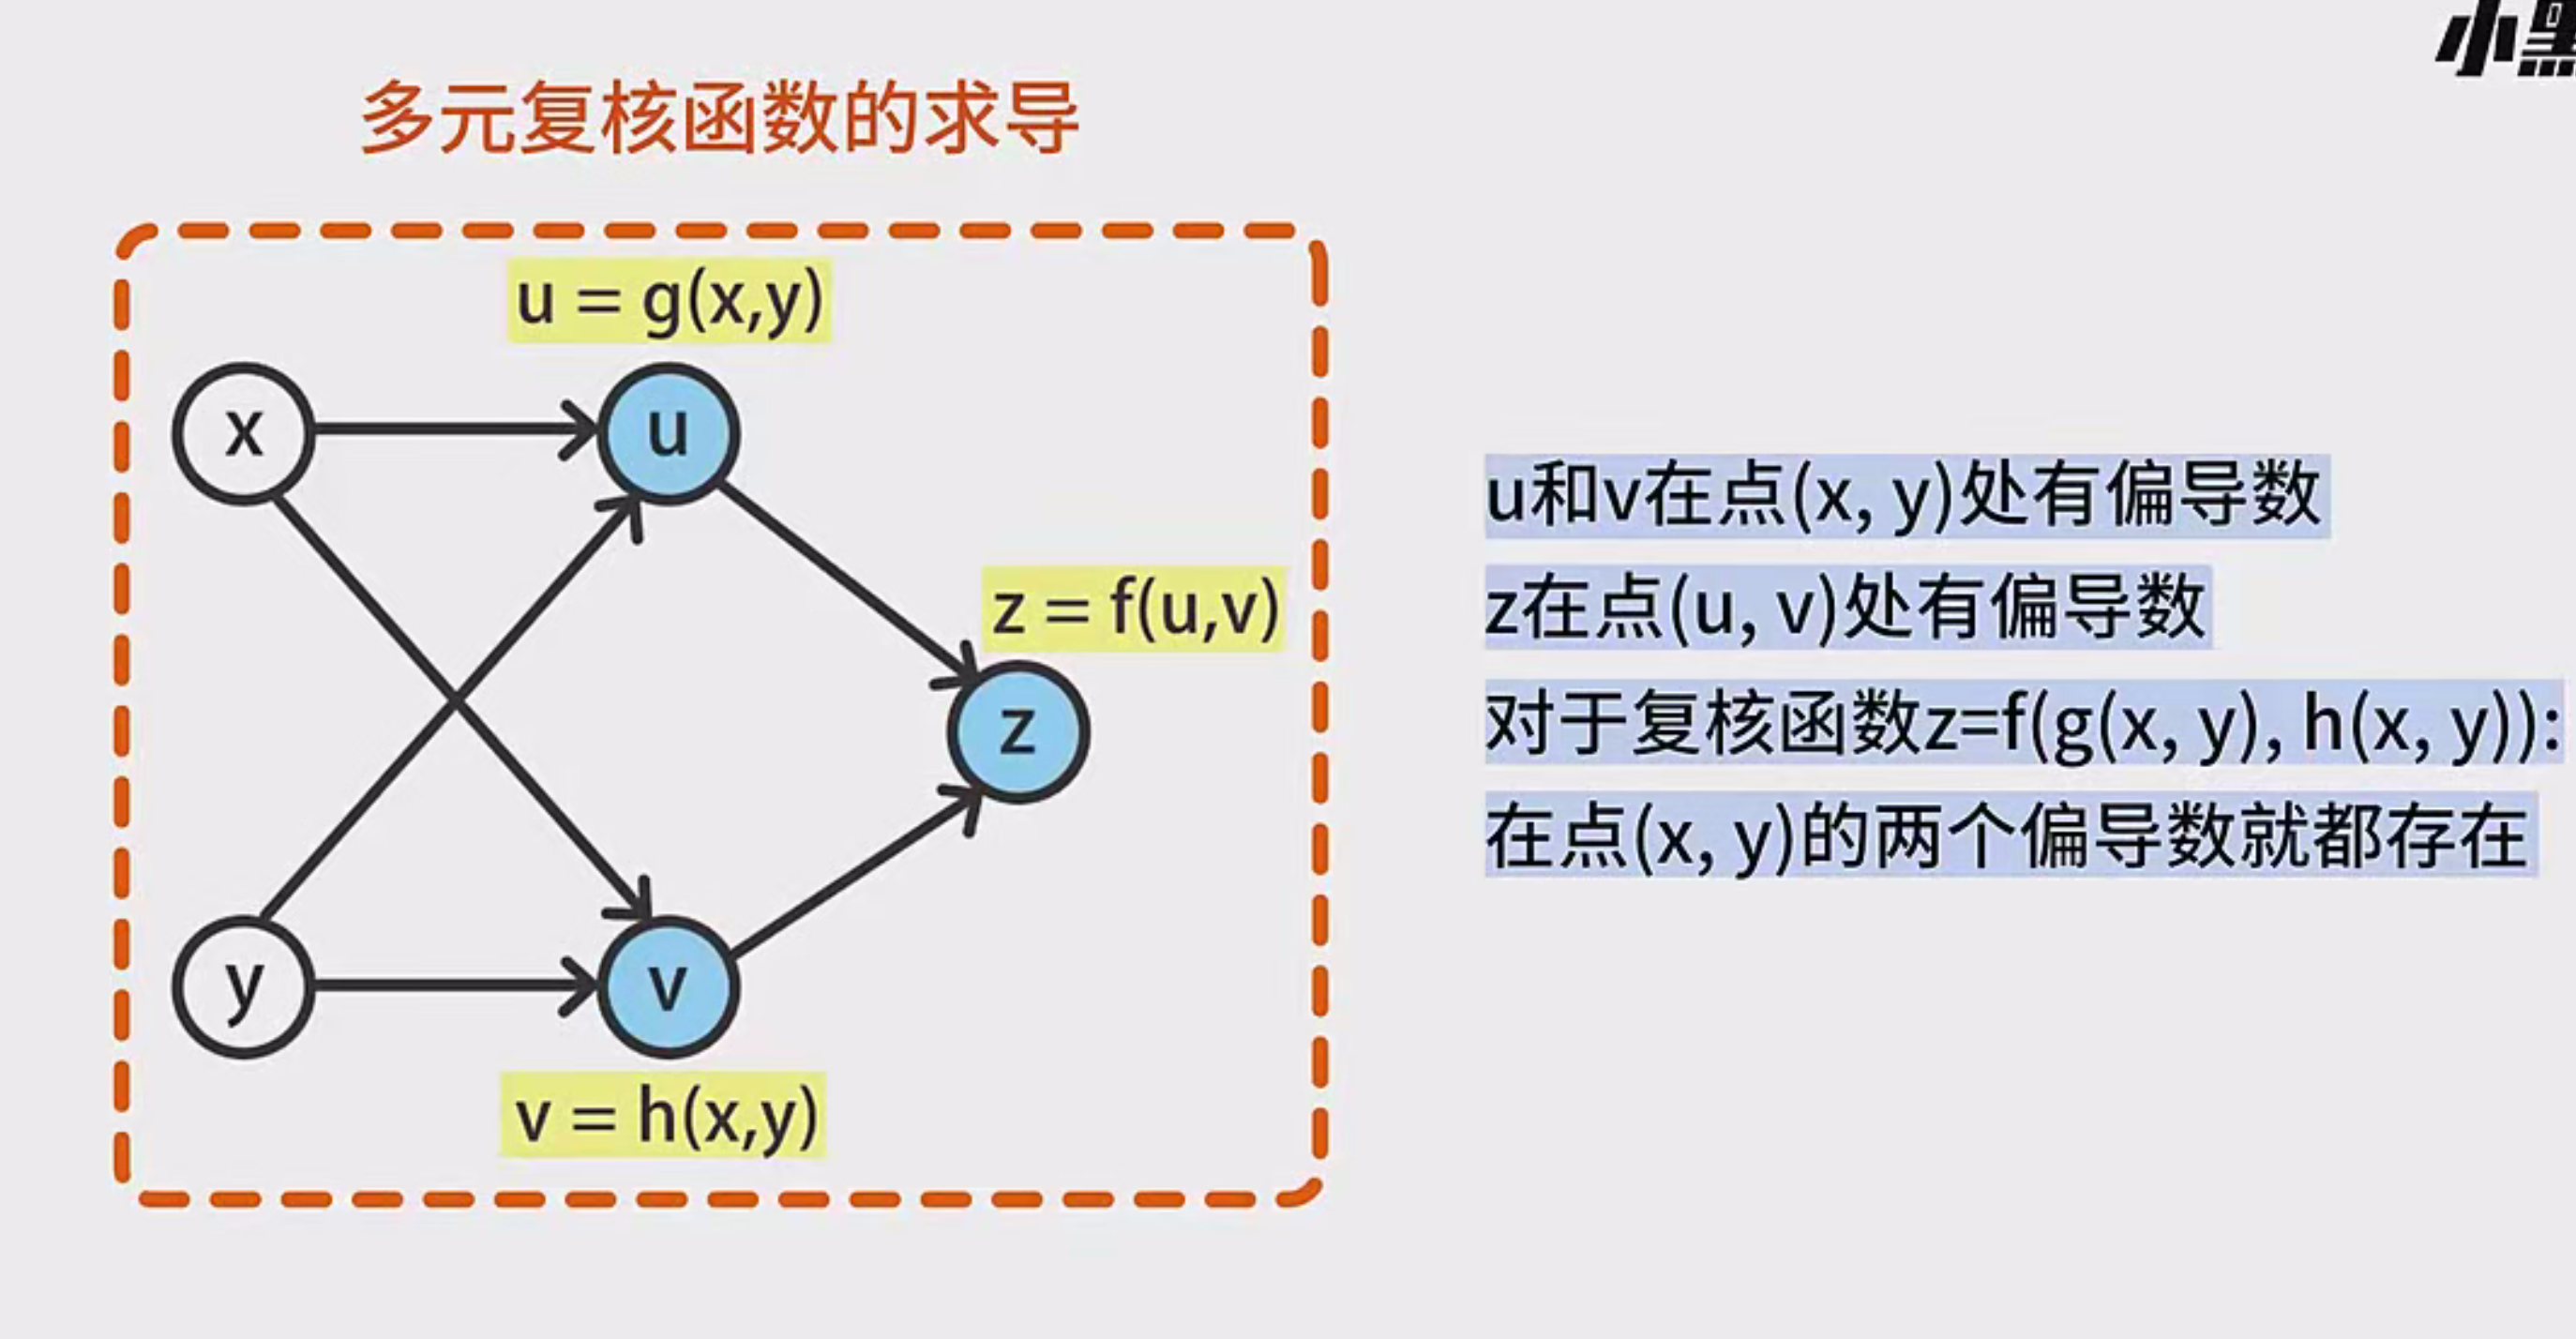 小黑
多元复核函数的求导
u = g(x,y)
x
u
z = f(u,v)
z
y
v
v = h(x,y)
u和v在点(x, y)处有偏导数
z在点(u, v)处有偏导数
对于复核函数z=f(g(x, y), h(x, y)):
在点(x, y)的两个偏导数就都存在